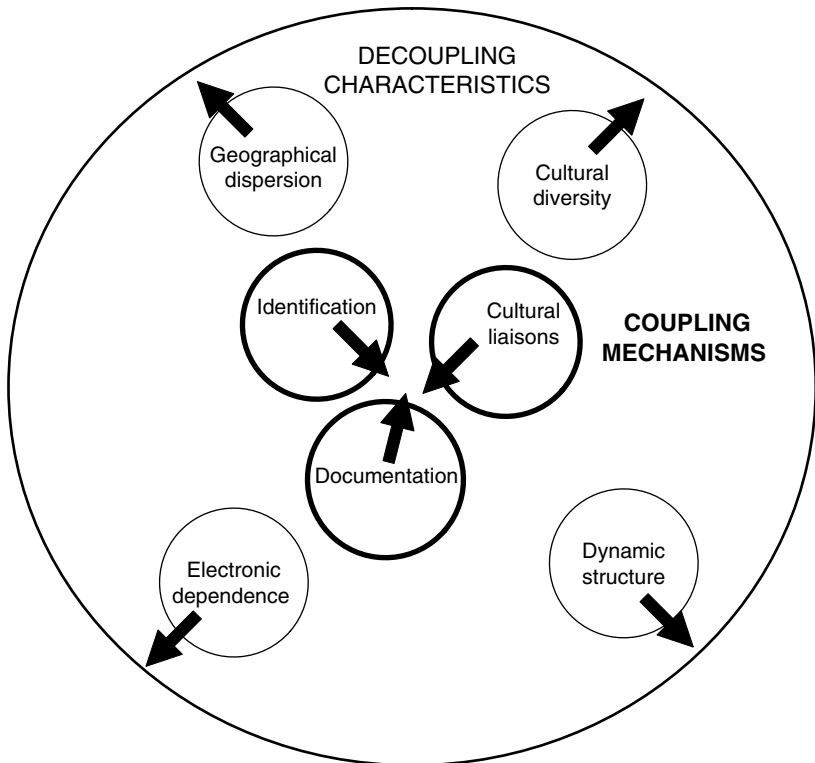 DECOUPLING
CHARACTERISTICS
Geographical
dispersion
Cultural
diversity
Identification
Cultural
liaisons
COUPLING
MECHANISMS
Documentation
Electronic
dependence
Dynamic
structure